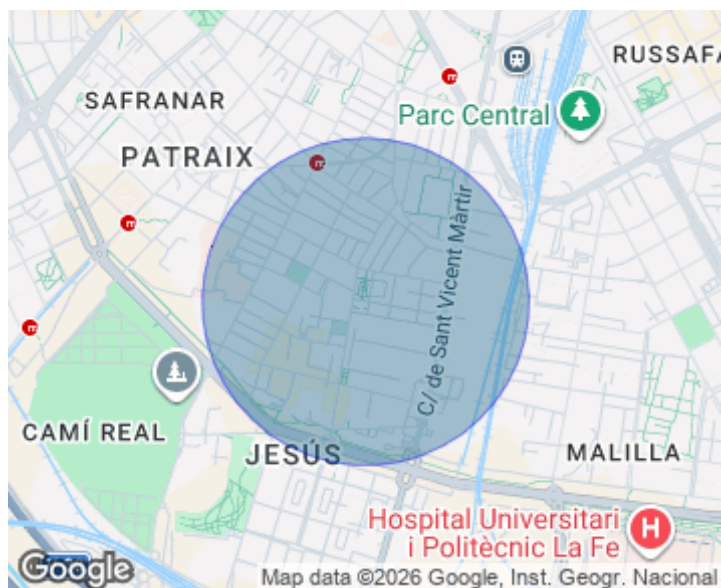 RUSSAFA
SAFRANAR
Parc Central
PATRAIX
C/ de Sant Vicent Màrtir
CAMÍ REAL
JESÚS
MALILLA
Hospital Universitari
i Politècnic La Fe
Google
Map data ©2026 Google, Inst. Geogr. Nacional